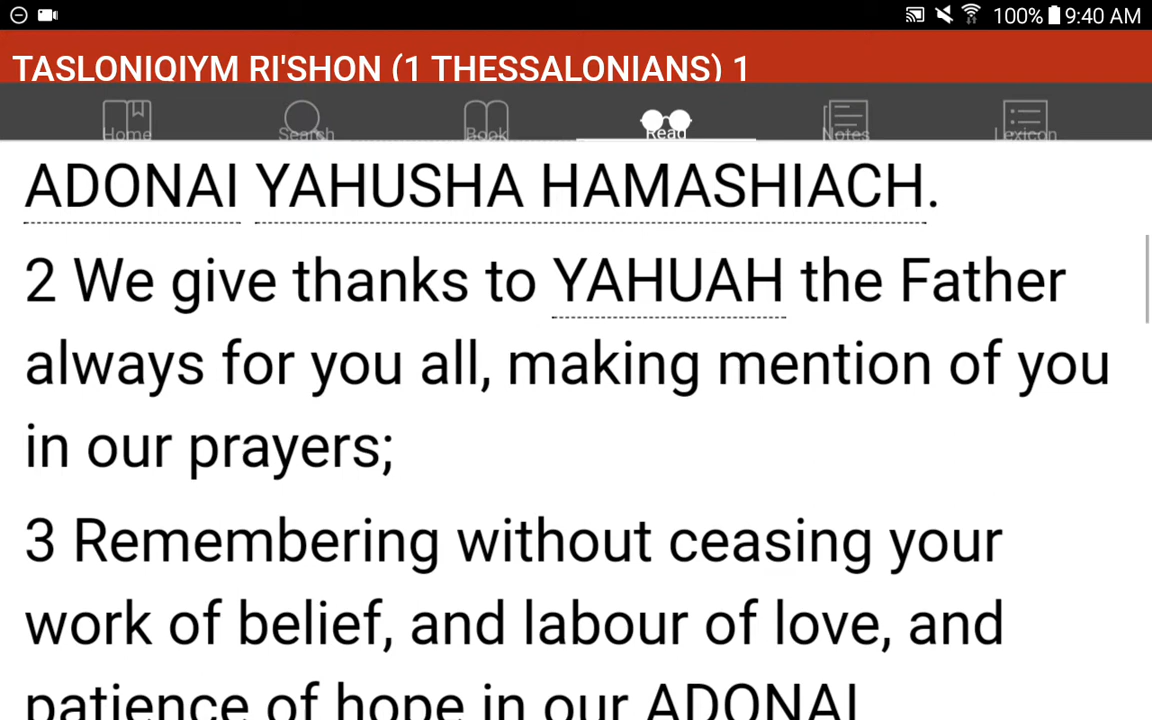 100% 9:40 AM
TASLONIQIYM RI'SHON (1 THESSALONIANS) 1
Home Search Book Read Notes Lexicon
ADONAI YAHUSHA HAMASHIACH.
2 We give thanks to YAHUAH the Father
always for you all, making mention of you
in our prayers;
3 Remembering without ceasing your
work of belief, and labour of love, and
patience of hope in our ADONAI